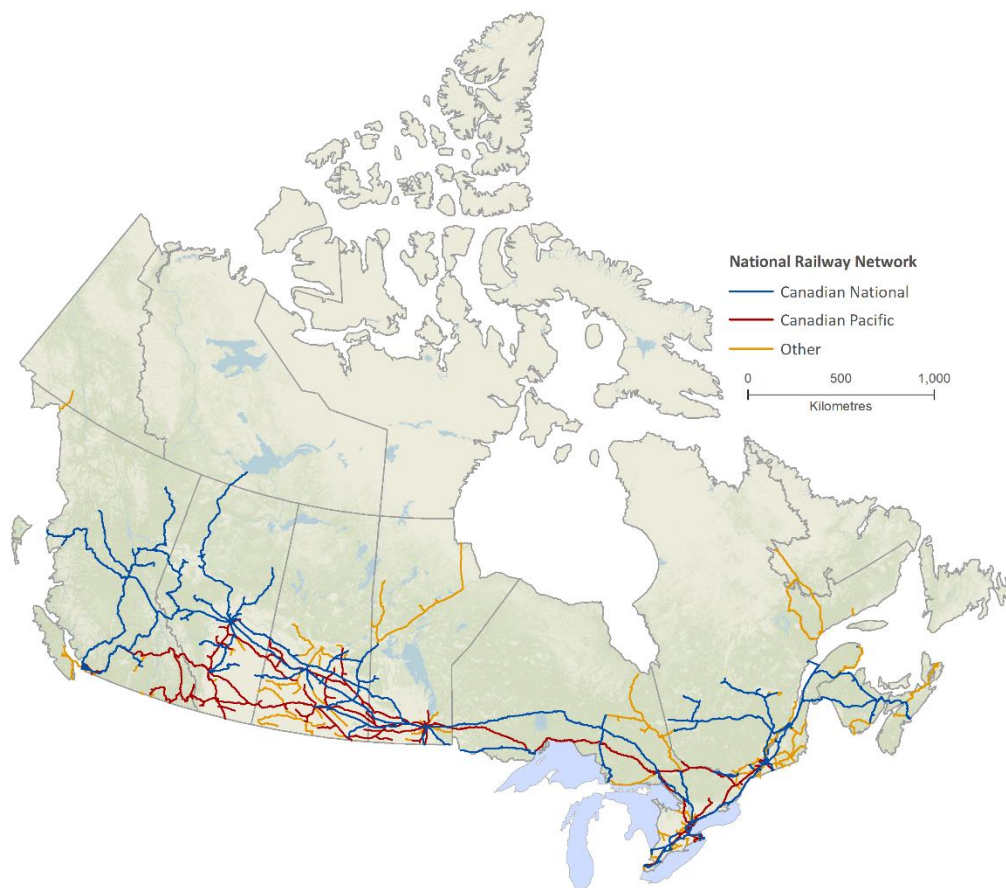 National Railway Network
Canadian National
Canadian Pacific
Other
0 500 1,000
Kilometres